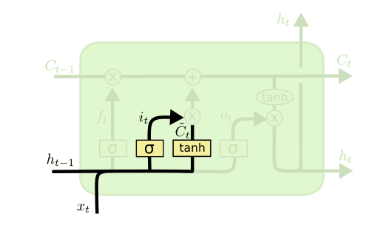 h_t
C_{t-1} × + C_t
tanh
f_t i_t × C̃_t o_t ×
σ σ tanh σ
h_{t-1} h_t
x_t